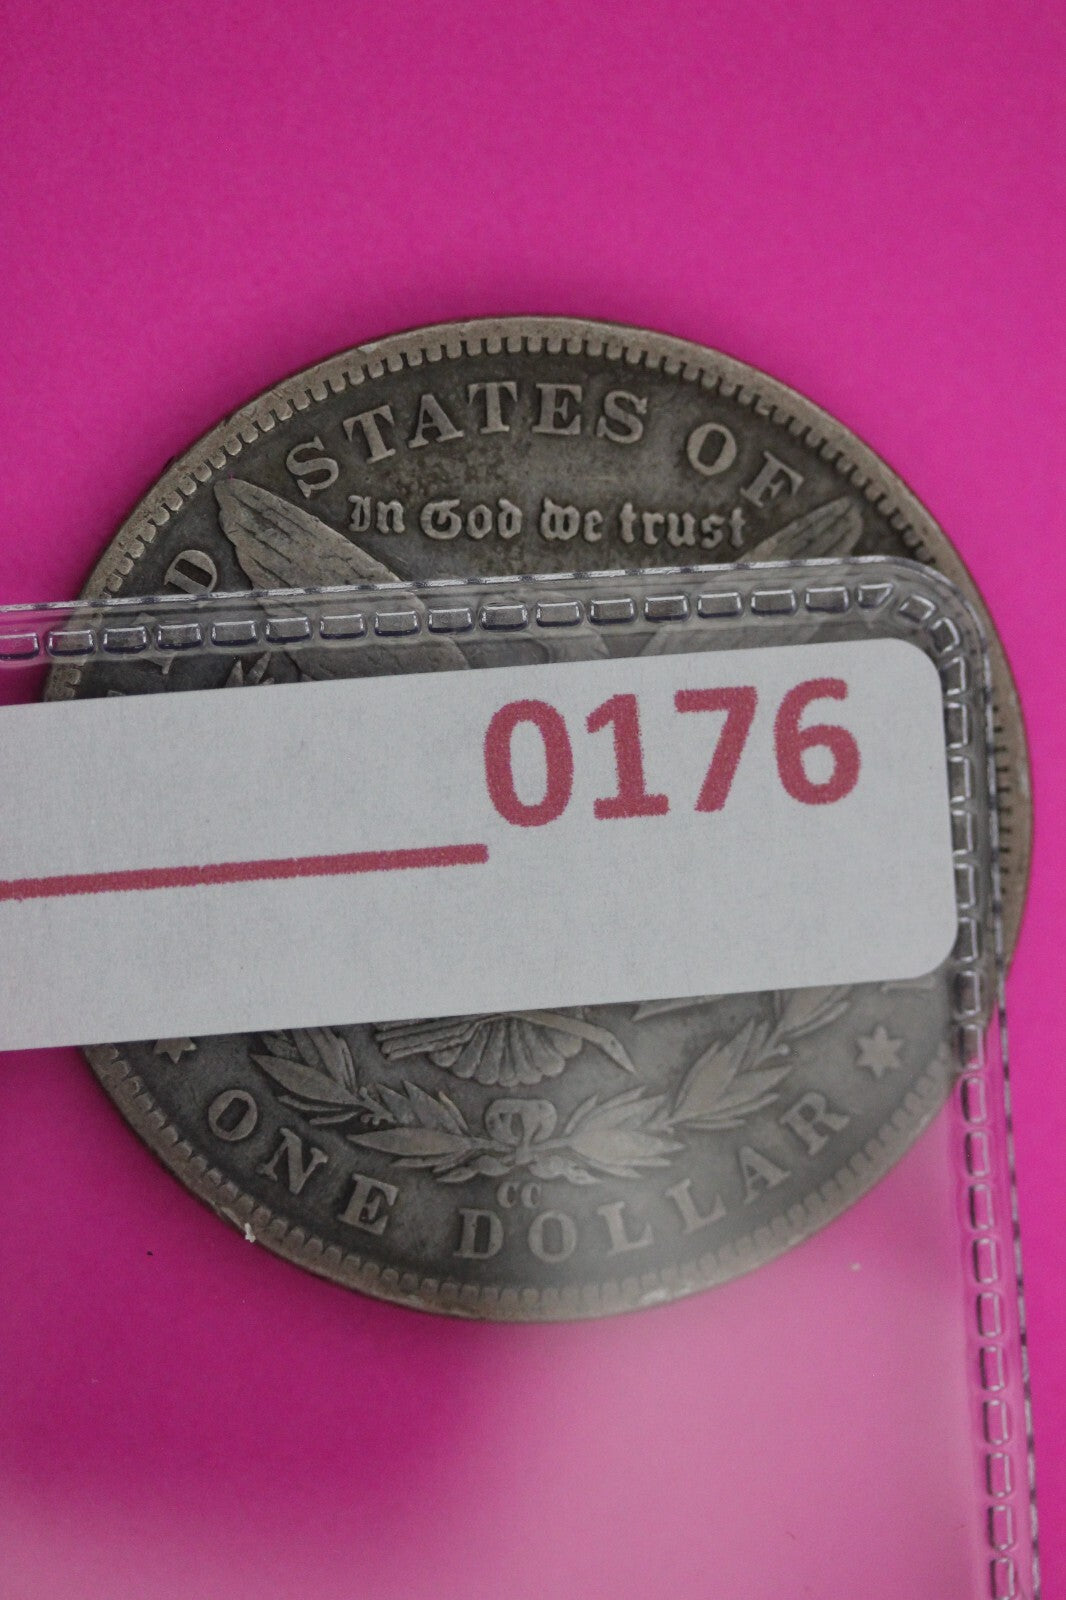 D STATES OF
In God we trust
0176
CC
ONE DOLLAR